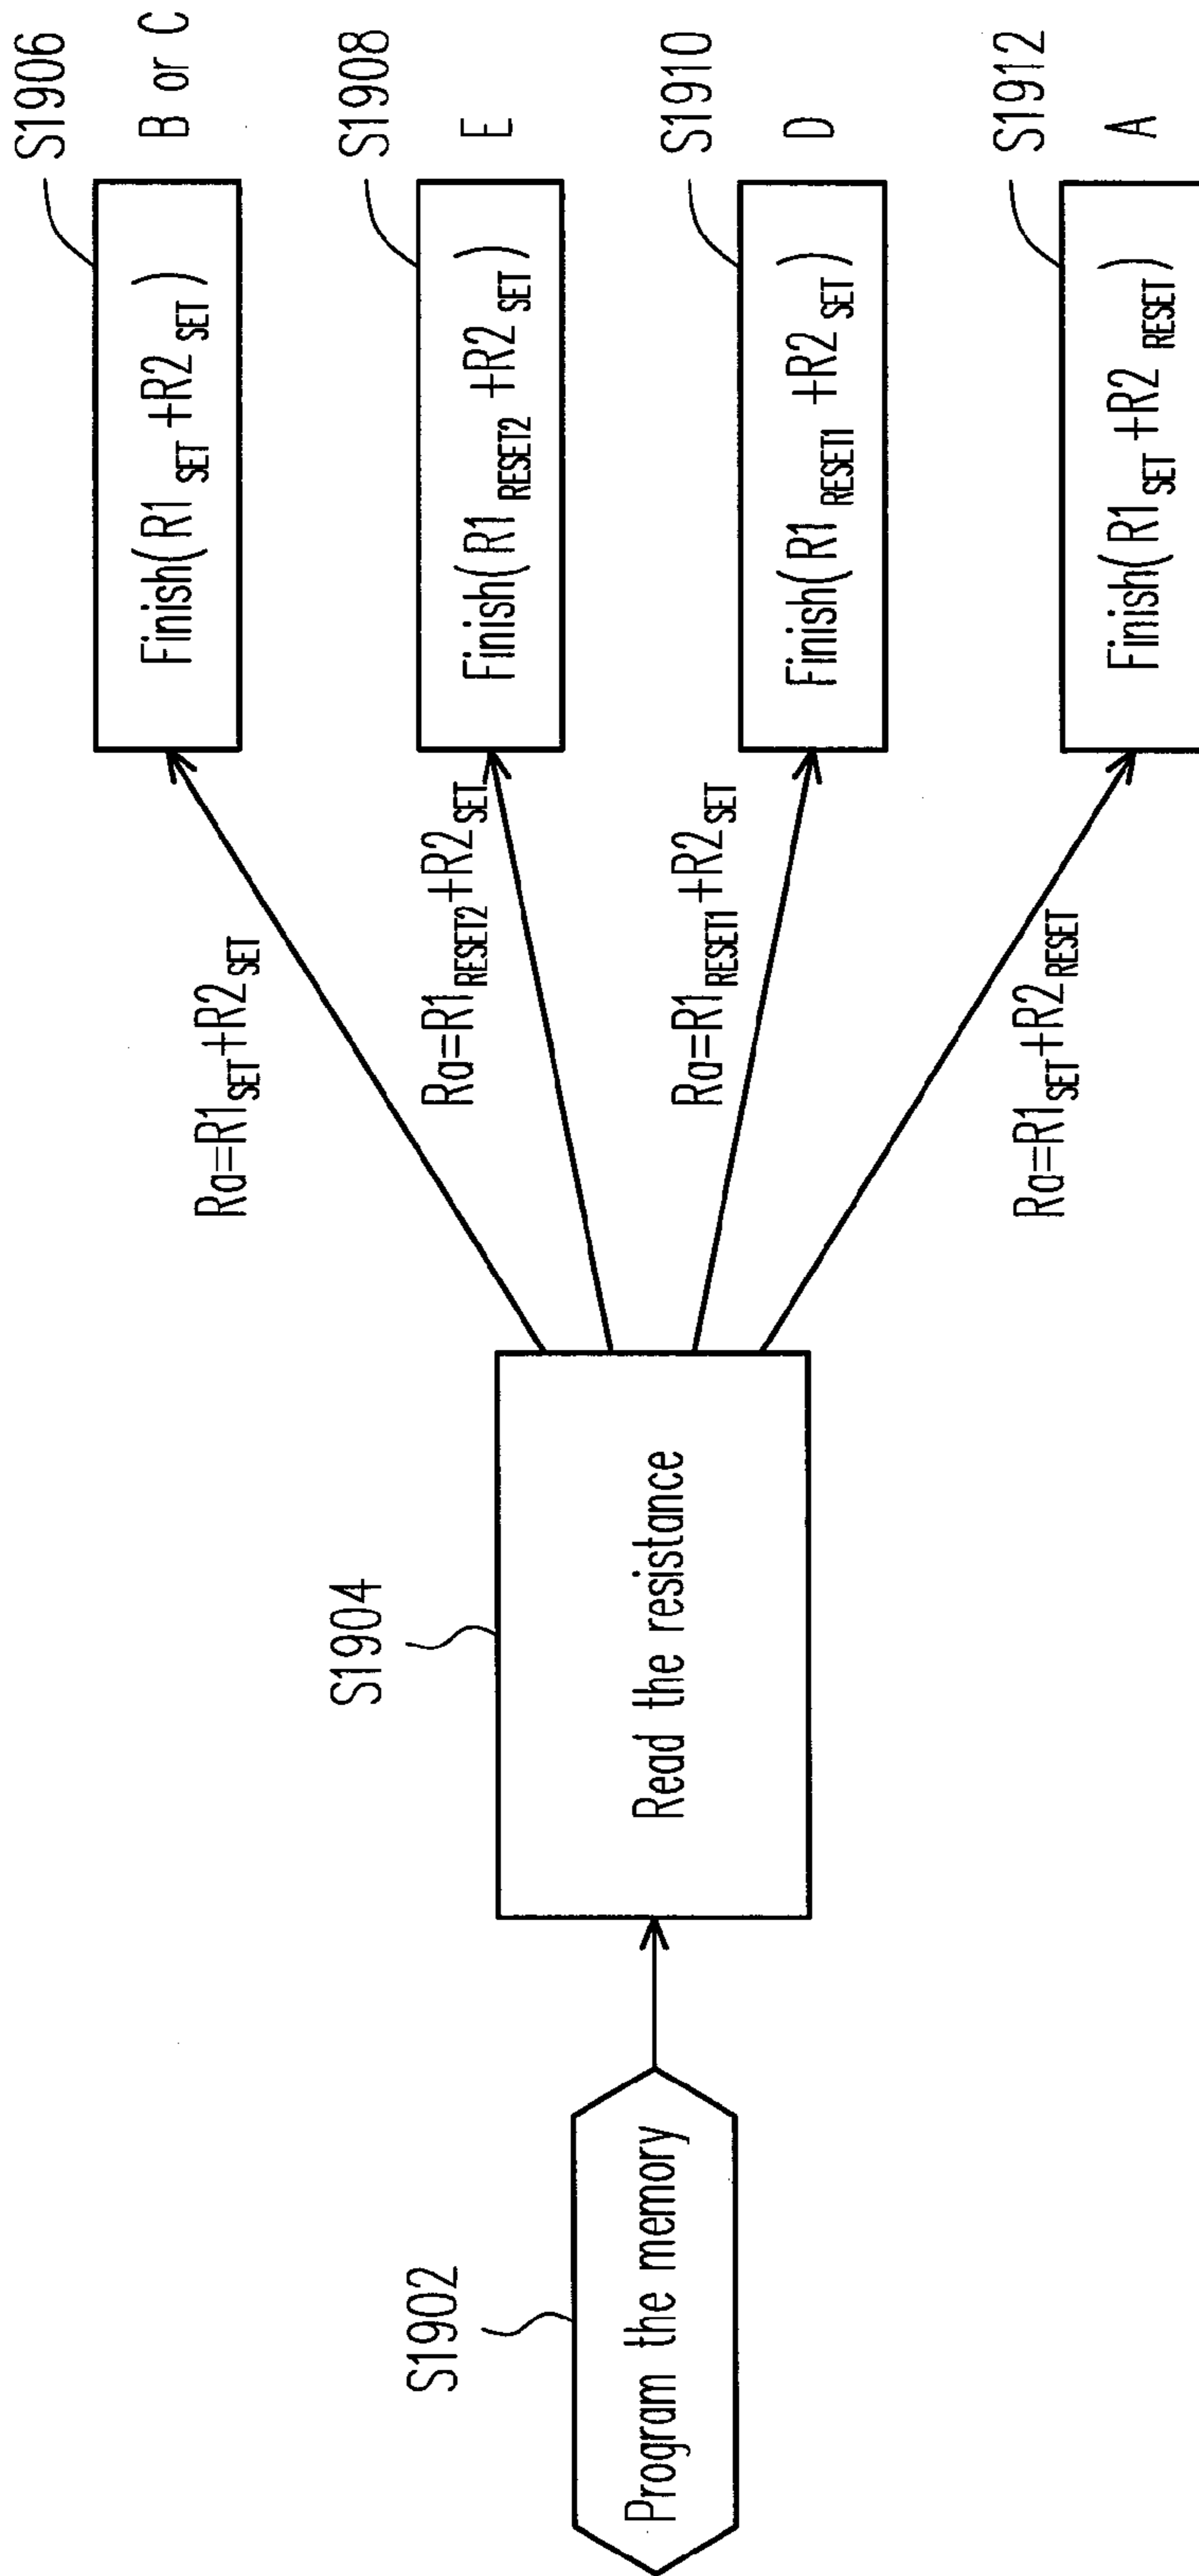 S1902
Program the memory
S1904
Read the resistance
Ra=R1SET+R2SET
Ra=R1RESET2+R2SET
Ra=R1RESET1+R2SET
Ra=R1SET+R2RESET
S1906
Finish(R1SET+R2SET)
B or C
S1908
Finish(R1RESET2+R2SET)
E
S1910
Finish(R1RESET1+R2SET)
D
S1912
Finish(R1SET+R2RESET)
A